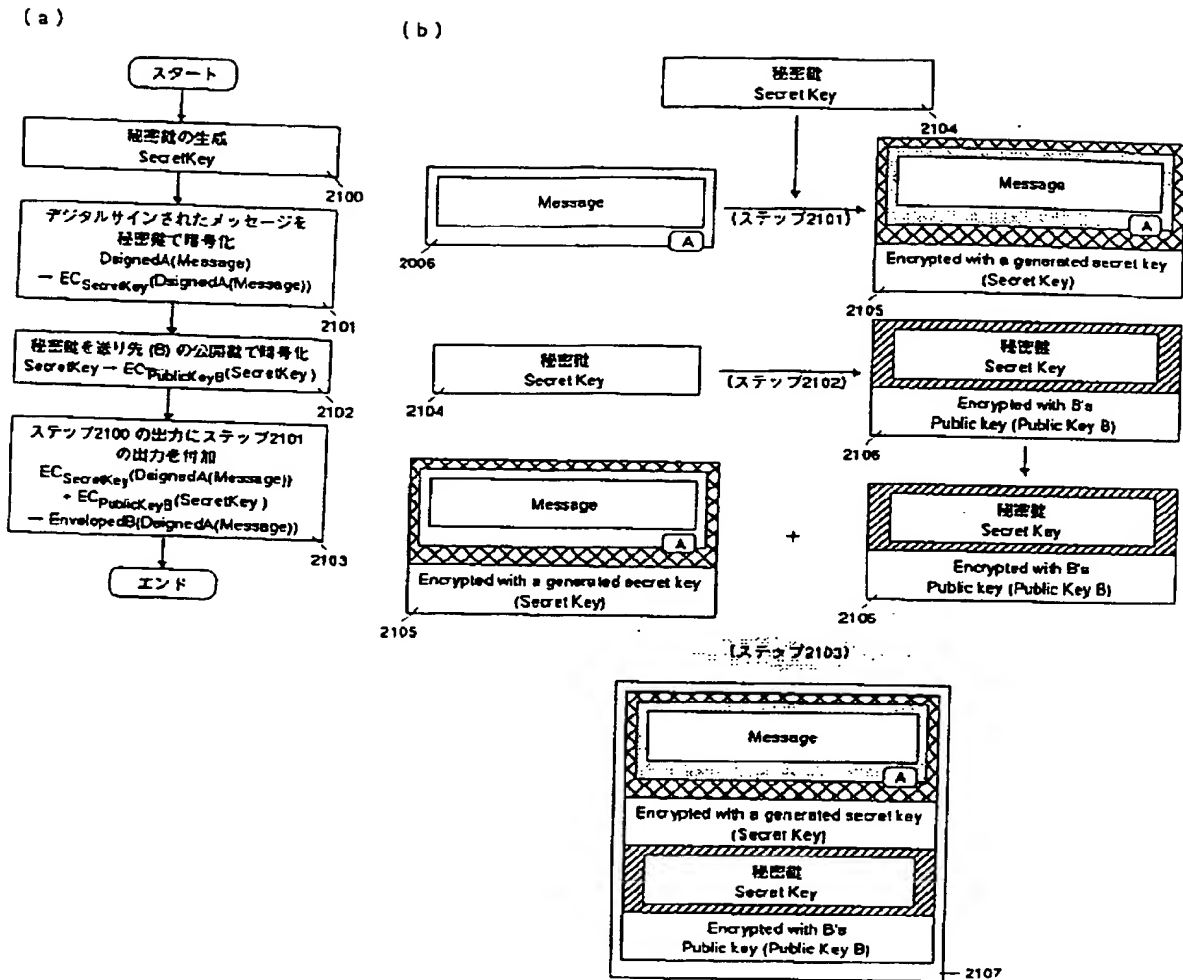 (a)
スタート
秘密鍵の生成
SecretKey
2100
デジタルサインされたメッセージを
秘密鍵で暗号化
DsignedA(Message)
― ECSecretKey(DsignedA(Message))
2101
秘密鍵を送り先 (B) の公開鍵で暗号化
SecretKey → ECPublicKeyB(SecretKey)
2102
ステップ2100 の出力にステップ2101
の出力を付加
ECSecretKey(DsignedA(Message))
+ ECPublicKeyB(SecretKey)
― EnvelopedB(DsignedA(Message))
2103
エンド
(b)
秘密鍵
Secret Key
2104
Message
A
2006
(ステップ2101)
Message
A
Encrypted with a generated secret key
(Secret Key)
2105
秘密鍵
Secret Key
2104
(ステップ2102)
秘密鍵
Secret Key
Encrypted with B's
Public key (Public Key B)
2106
Message
A
Encrypted with a generated secret key
(Secret Key)
2105
+
秘密鍵
Secret Key
Encrypted with B's
Public key (Public Key B)
2106
(ステップ2103)
Message
A
Encrypted with a generated secret key
(Secret Key)
秘密鍵
Secret Key
Encrypted with B's
Public key (Public Key B)
2107